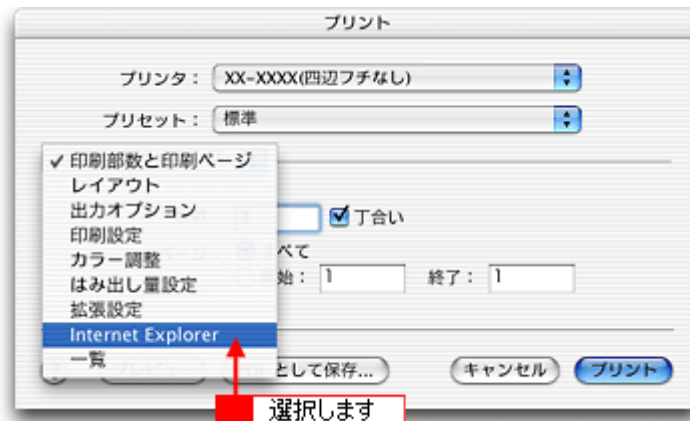 プリント
プリンタ： XX-XXXX(四辺フチなし)
プリセット： 標準
✓ 印刷部数と印刷ページ
レイアウト
出力オプション
印刷設定
カラー調整
はみ出し量設定
拡張設定
Internet Explorer
一覧
1 丁合い
すべて
始： 1 終了： 1
として保存... キャンセル プリント
選択します